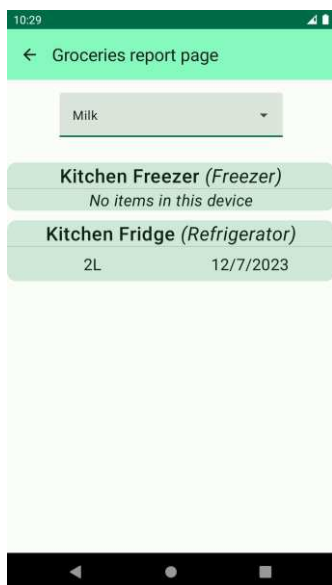 10:29
Groceries report page
Milk
Kitchen Freezer (Freezer)
No items in this device
Kitchen Fridge (Refrigerator)
2L 12/7/2023